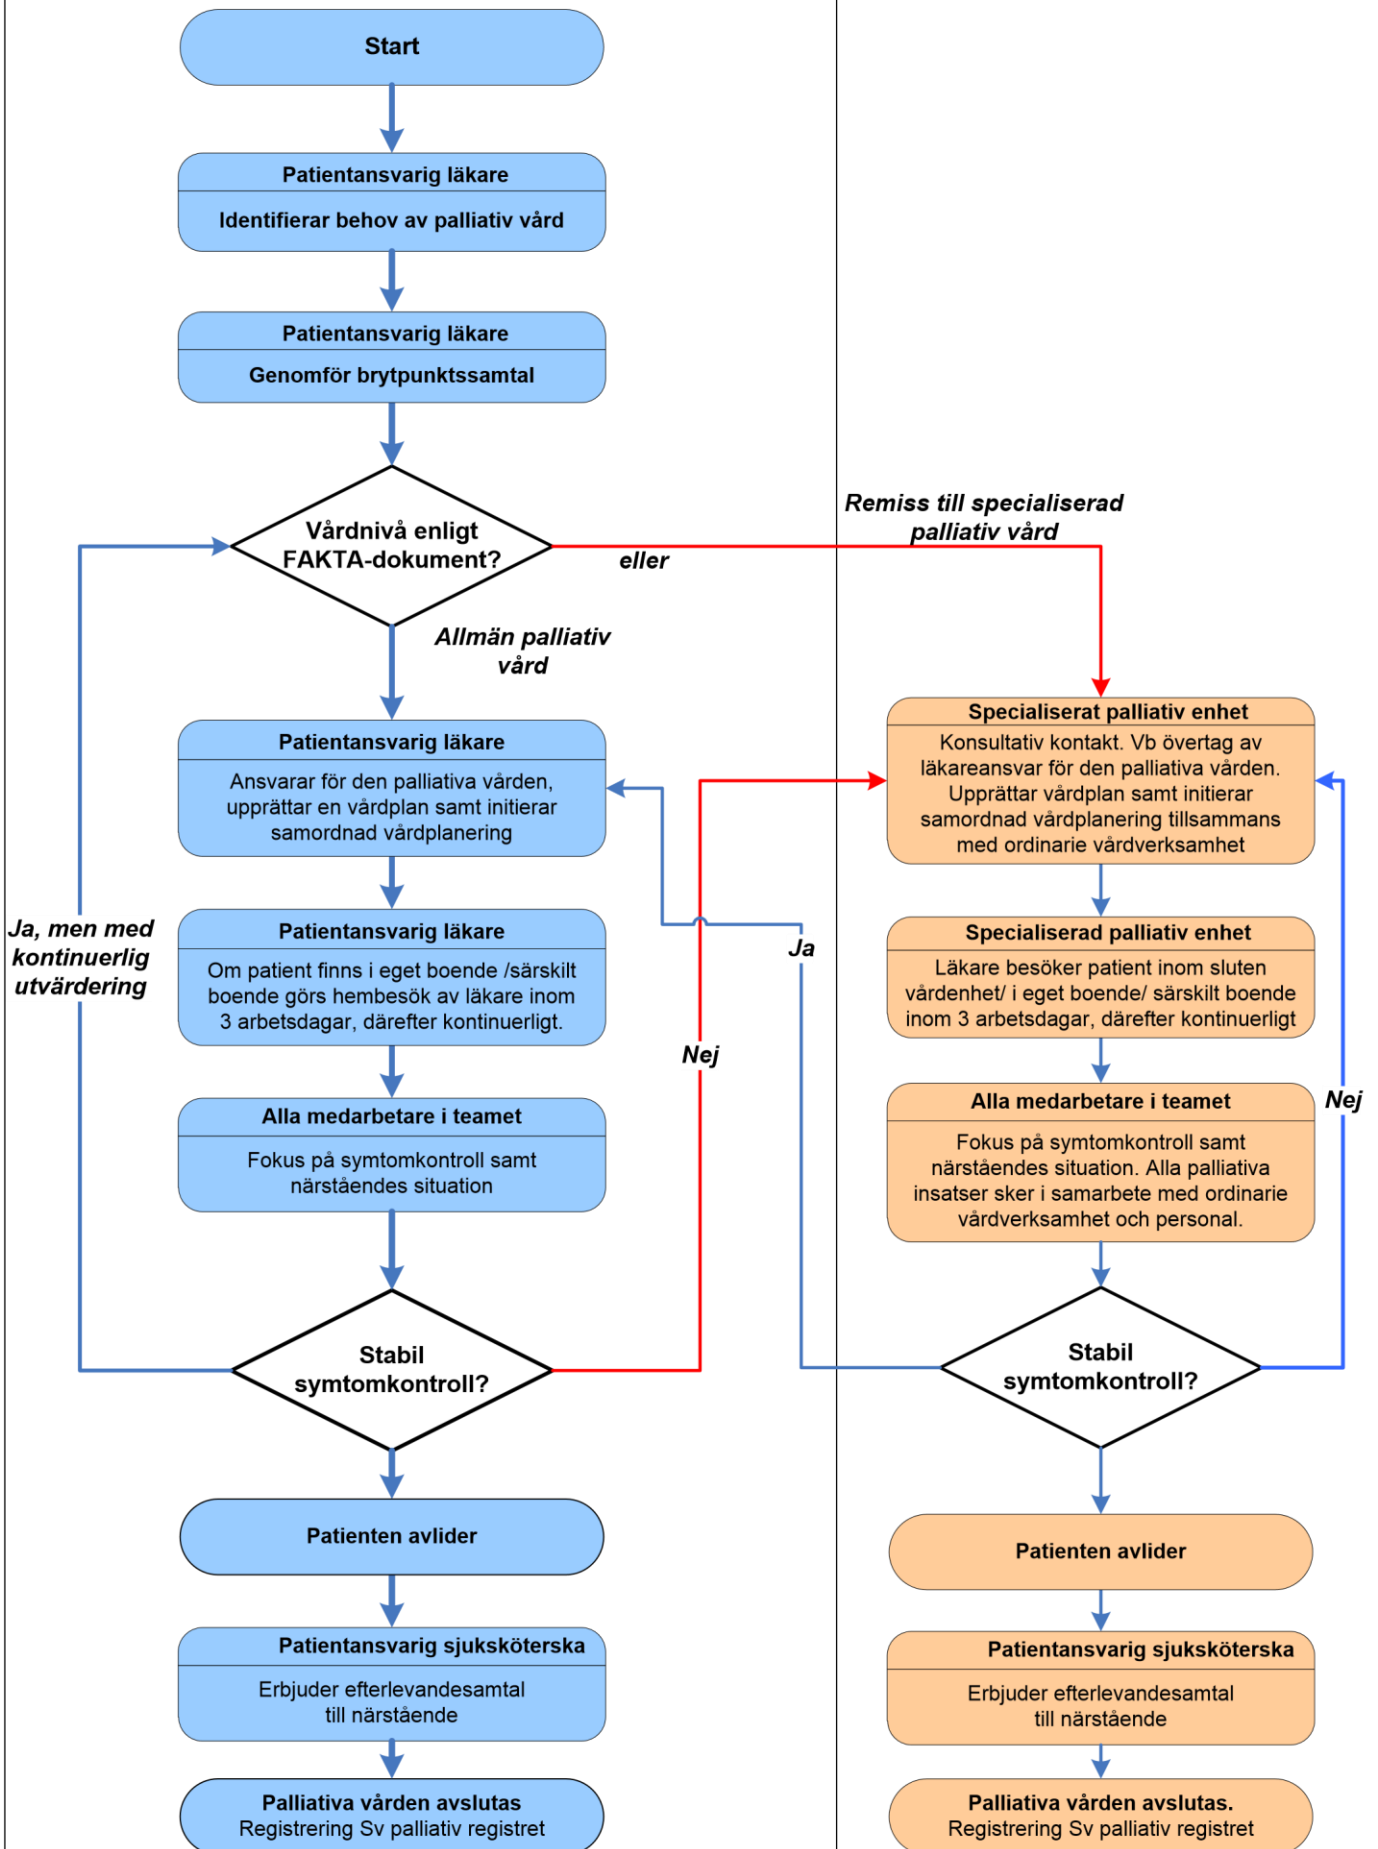 Start
Patientansvarig läkare
Identifierar behov av palliativ vård
Patientansvarig läkare
Genomför brytpunktssamtal
Vårdnivå enligt
FAKTA-dokument?
eller
Remiss till specialiserad
palliativ vård
Allmän palliativ
vård
Patientansvarig läkare
Ansvarar för den palliativa vården,
upprättar en vårdplan samt initierar
samordnad vårdplanering
Patientansvarig läkare
Om patient finns i eget boende /särskilt
boende görs hembesök av läkare inom
3 arbetsdagar, därefter kontinuerligt.
Ja, men med
kontinuerlig
utvärdering
Alla medarbetare i teamet
Fokus på symtomkontroll samt
närståendes situation
Nej
Ja
Stabil
symtomkontroll?
Patienten avlider
Patientansvarig sjuksköterska
Erbjuder efterlevandesamtal
till närstående
Palliativa vården avslutas
Registrering Sv palliativ registret
Specialiserat palliativ enhet
Konsultativ kontakt. Vb övertag av
läkareansvar för den palliativa vården.
Upprättar vårdplan samt initierar
samordnad vårdplanering tillsammans
med ordinarie vårdverksamhet
Specialiserad palliativ enhet
Läkare besöker patient inom sluten
vårdenhet/ i eget boende/ särskilt boende
inom 3 arbetsdagar, därefter kontinuerligt
Alla medarbetare i teamet
Fokus på symtomkontroll samt
närståendes situation. Alla palliativa
insatser sker i samarbete med ordinarie
vårdverksamhet och personal.
Nej
Stabil
symtomkontroll?
Patienten avlider
Patientansvarig sjuksköterska
Erbjuder efterlevandesamtal
till närstående
Palliativa vården avslutas.
Registrering Sv palliativ registret